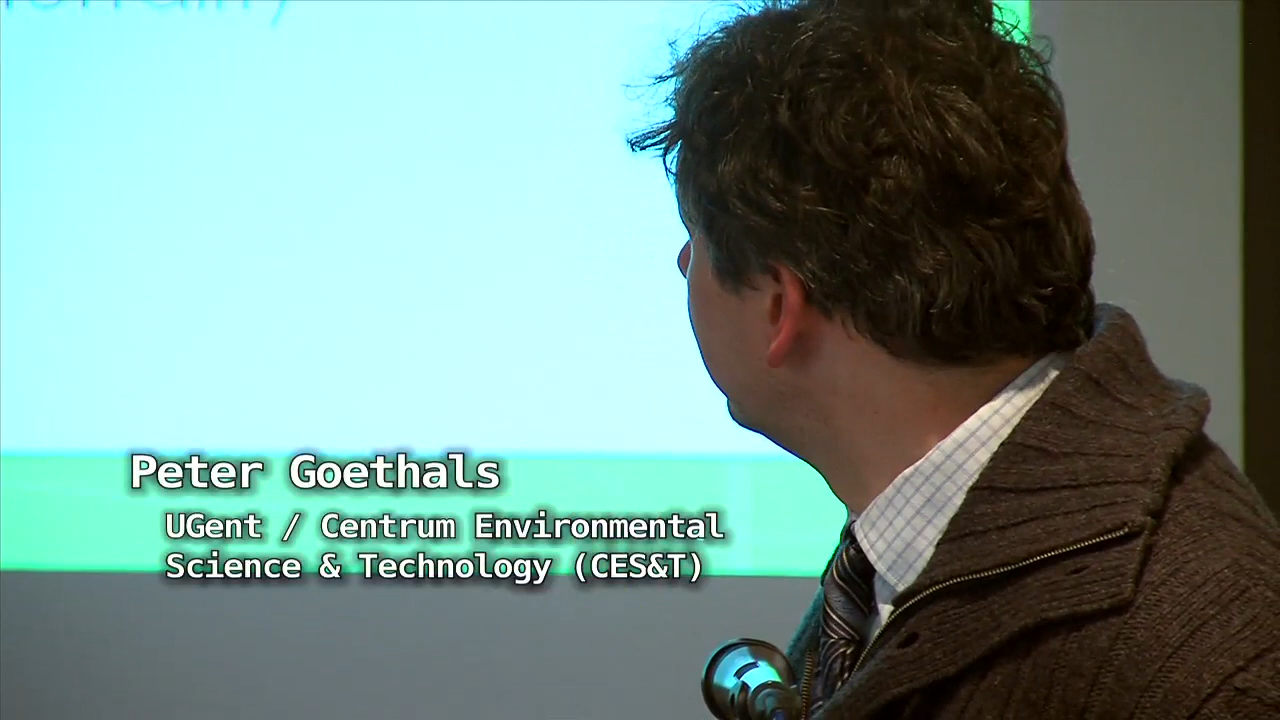 Peter Goethals
UGent / Centrum Environmental
Science & Technology (CES&T)